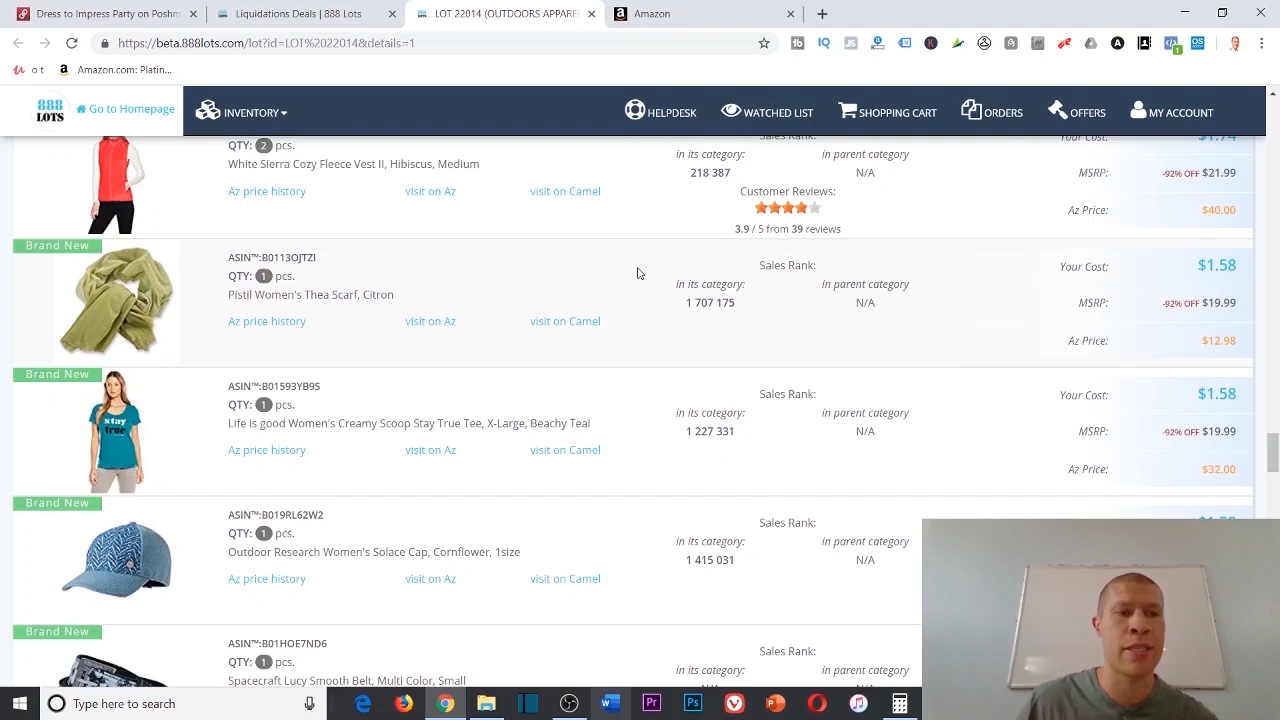 Dress to Impress Party on Poshm
Liquidations Deals | 888 Lots
LOT 22014 (OUTDOORS APPARE
Amazon
https://beta.888lots.com/lot?id=LOT%2022014&details=1
o t
Amazon.com: Platin...
888 LOTS
Go to Homepage
INVENTORY
HELPDESK
WATCHED LIST
SHOPPING CART
ORDERS
OFFERS
MY ACCOUNT
QTY: 2 pcs.
White Sierra Cozy Fleece Vest II, Hibiscus, Medium
Az price history visit on Az visit on Camel
Sales Rank:
in its category: in parent category
218 387 N/A
Customer Reviews:
3.9 / 5 from 39 reviews
Your Cost: $1.74
MSRP: -92% OFF $21.99
Az Price: $40.00
Brand New
ASIN™:B0113OJTZI
QTY: 1 pcs.
Pistil Women's Thea Scarf, Citron
Az price history visit on Az visit on Camel
Sales Rank:
in its category: in parent category
1 707 175 N/A
Your Cost: $1.58
MSRP: -92% OFF $19.99
Az Price: $12.98
Brand New
ASIN™:B01593YB9S
QTY: 1 pcs.
Life is good Women's Creamy Scoop Stay True Tee, X-Large, Beachy Teal
Az price history visit on Az visit on Camel
stay
true
Sales Rank:
in its category: in parent category
1 227 331 N/A
Your Cost: $1.58
MSRP: -92% OFF $19.99
Az Price: $32.00
Brand New
ASIN™:B019RL62W2
QTY: 1 pcs.
Outdoor Research Women's Solace Cap, Cornflower, 1size
Az price history visit on Az visit on Camel
Sales Rank:
in its category: in parent category
1 415 031 N/A
Brand New
ASIN™:B01HOE7ND6
QTY: 1 pcs.
Spacecraft Lucy Smooth Belt, Multi Color, Small
Sales Rank:
in its category: in parent category
Type here to search